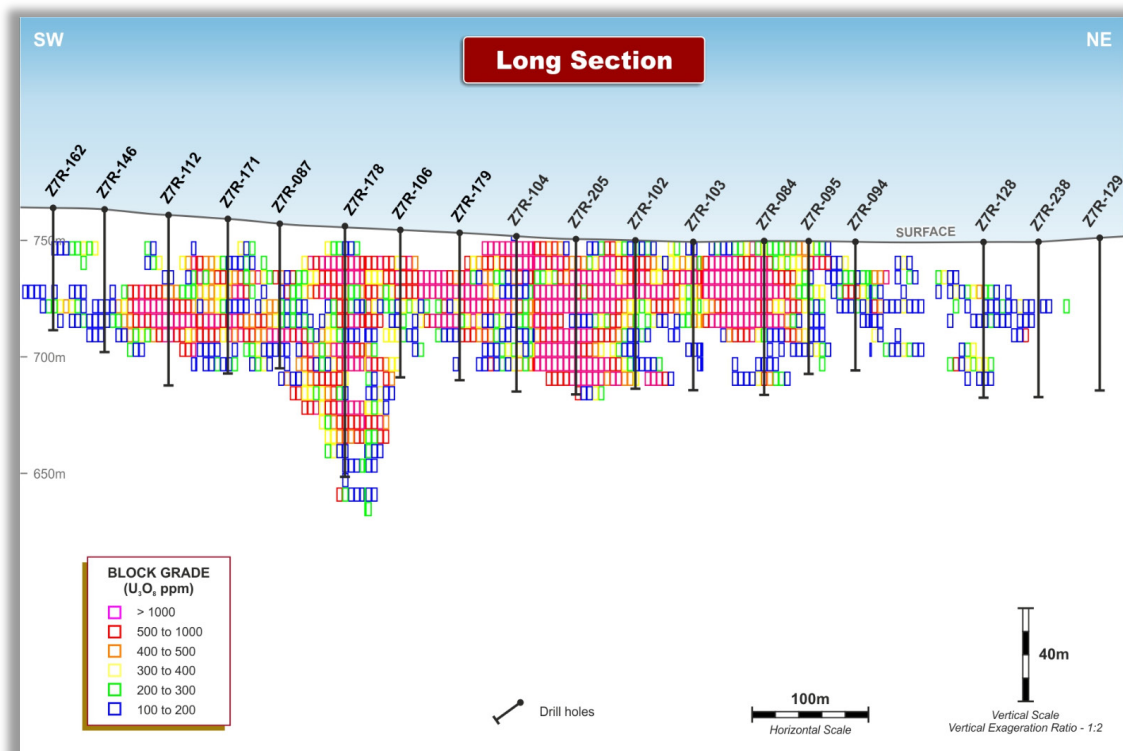 SW
NE
Long Section
Z7R-162
Z7R-146
Z7R-112
Z7R-171
Z7R-087
Z7R-178
Z7R-106
Z7R-179
Z7R-104
Z7R-205
Z7R-102
Z7R-103
Z7R-084
Z7R-095
Z7R-094
Z7R-128
Z7R-238
Z7R-129
SURFACE
750m
700m
650m
BLOCK GRADE
(U₃O₈ ppm)
> 1000
500 to 1000
400 to 500
300 to 400
200 to 300
100 to 200
Drill holes
100m
Horizontal Scale
40m
Vertical Scale
Vertical Exageration Ratio - 1:2